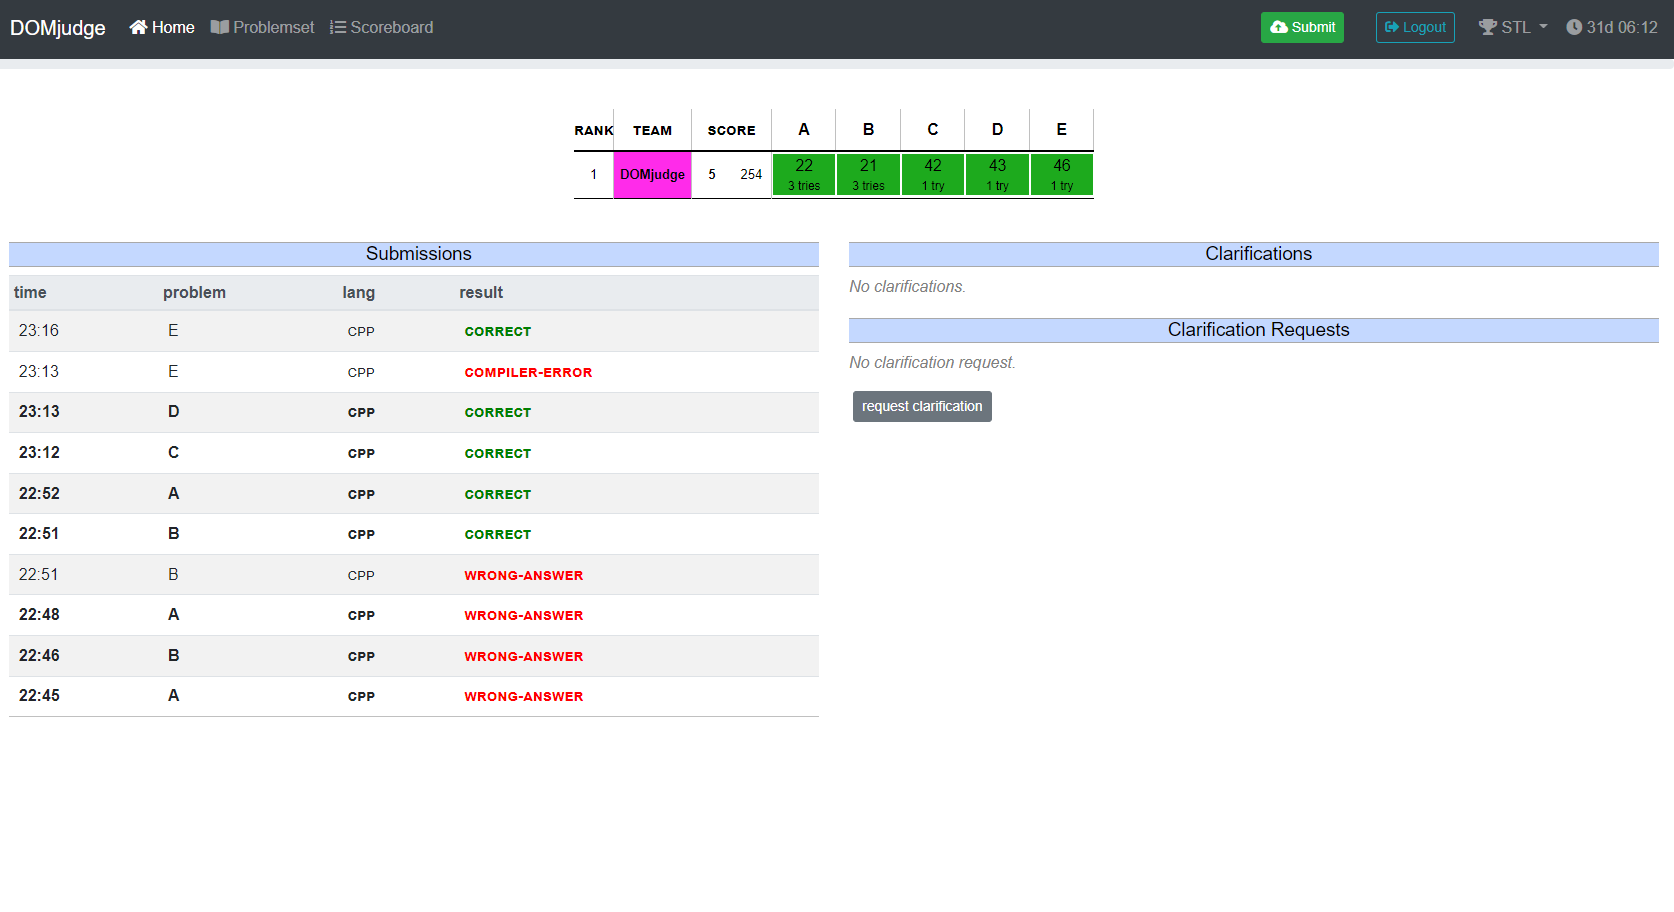 DOMjudge Home Problemset Scoreboard Submit Logout STL 31d 06:12
RANK TEAM SCORE A B C D E
1 DOMjudge 5 254 22 21 42 43 46
3 tries 3 tries 1 try 1 try 1 try
Submissions
time problem lang result
23:16 E CPP CORRECT
23:13 E CPP COMPILER-ERROR
23:13 D CPP CORRECT
23:12 C CPP CORRECT
22:52 A CPP CORRECT
22:51 B CPP CORRECT
22:51 B CPP WRONG-ANSWER
22:48 A CPP WRONG-ANSWER
22:46 B CPP WRONG-ANSWER
22:45 A CPP WRONG-ANSWER
Clarifications
No clarifications.
Clarification Requests
No clarification request.
request clarification